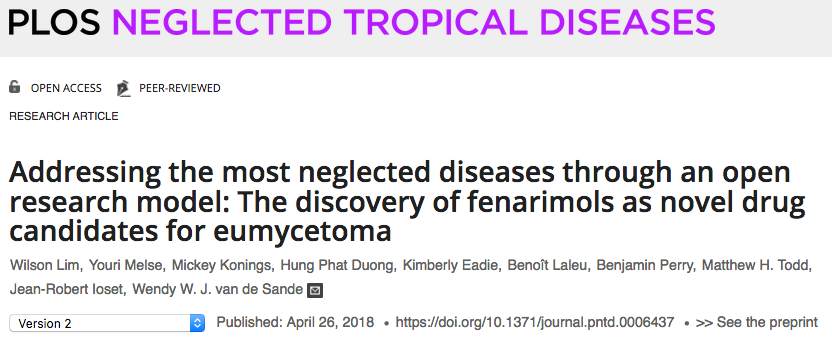 PLOS NEGLECTED TROPICAL DISEASES
OPEN ACCESS PEER-REVIEWED
RESEARCH ARTICLE
Addressing the most neglected diseases through an open
research model: The discovery of fenarimols as novel drug
candidates for eumycetoma
Wilson Lim, Youri Melse, Mickey Konings, Hung Phat Duong, Kimberly Eadie, Benoît Laleu, Benjamin Perry, Matthew H. Todd,
Jean-Robert Ioset, Wendy W. J. van de Sande
Version 2 Published: April 26, 2018 • https://doi.org/10.1371/journal.pntd.0006437 • >> See the preprint